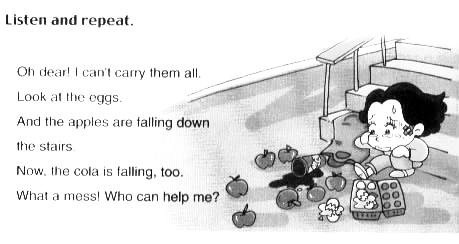 Listen and repeat.
Oh dear! I can't carry them all.
Look at the eggs.
And the apples are falling down
the stairs.
Now, the cola is falling, too.
What a mess! Who can help me?